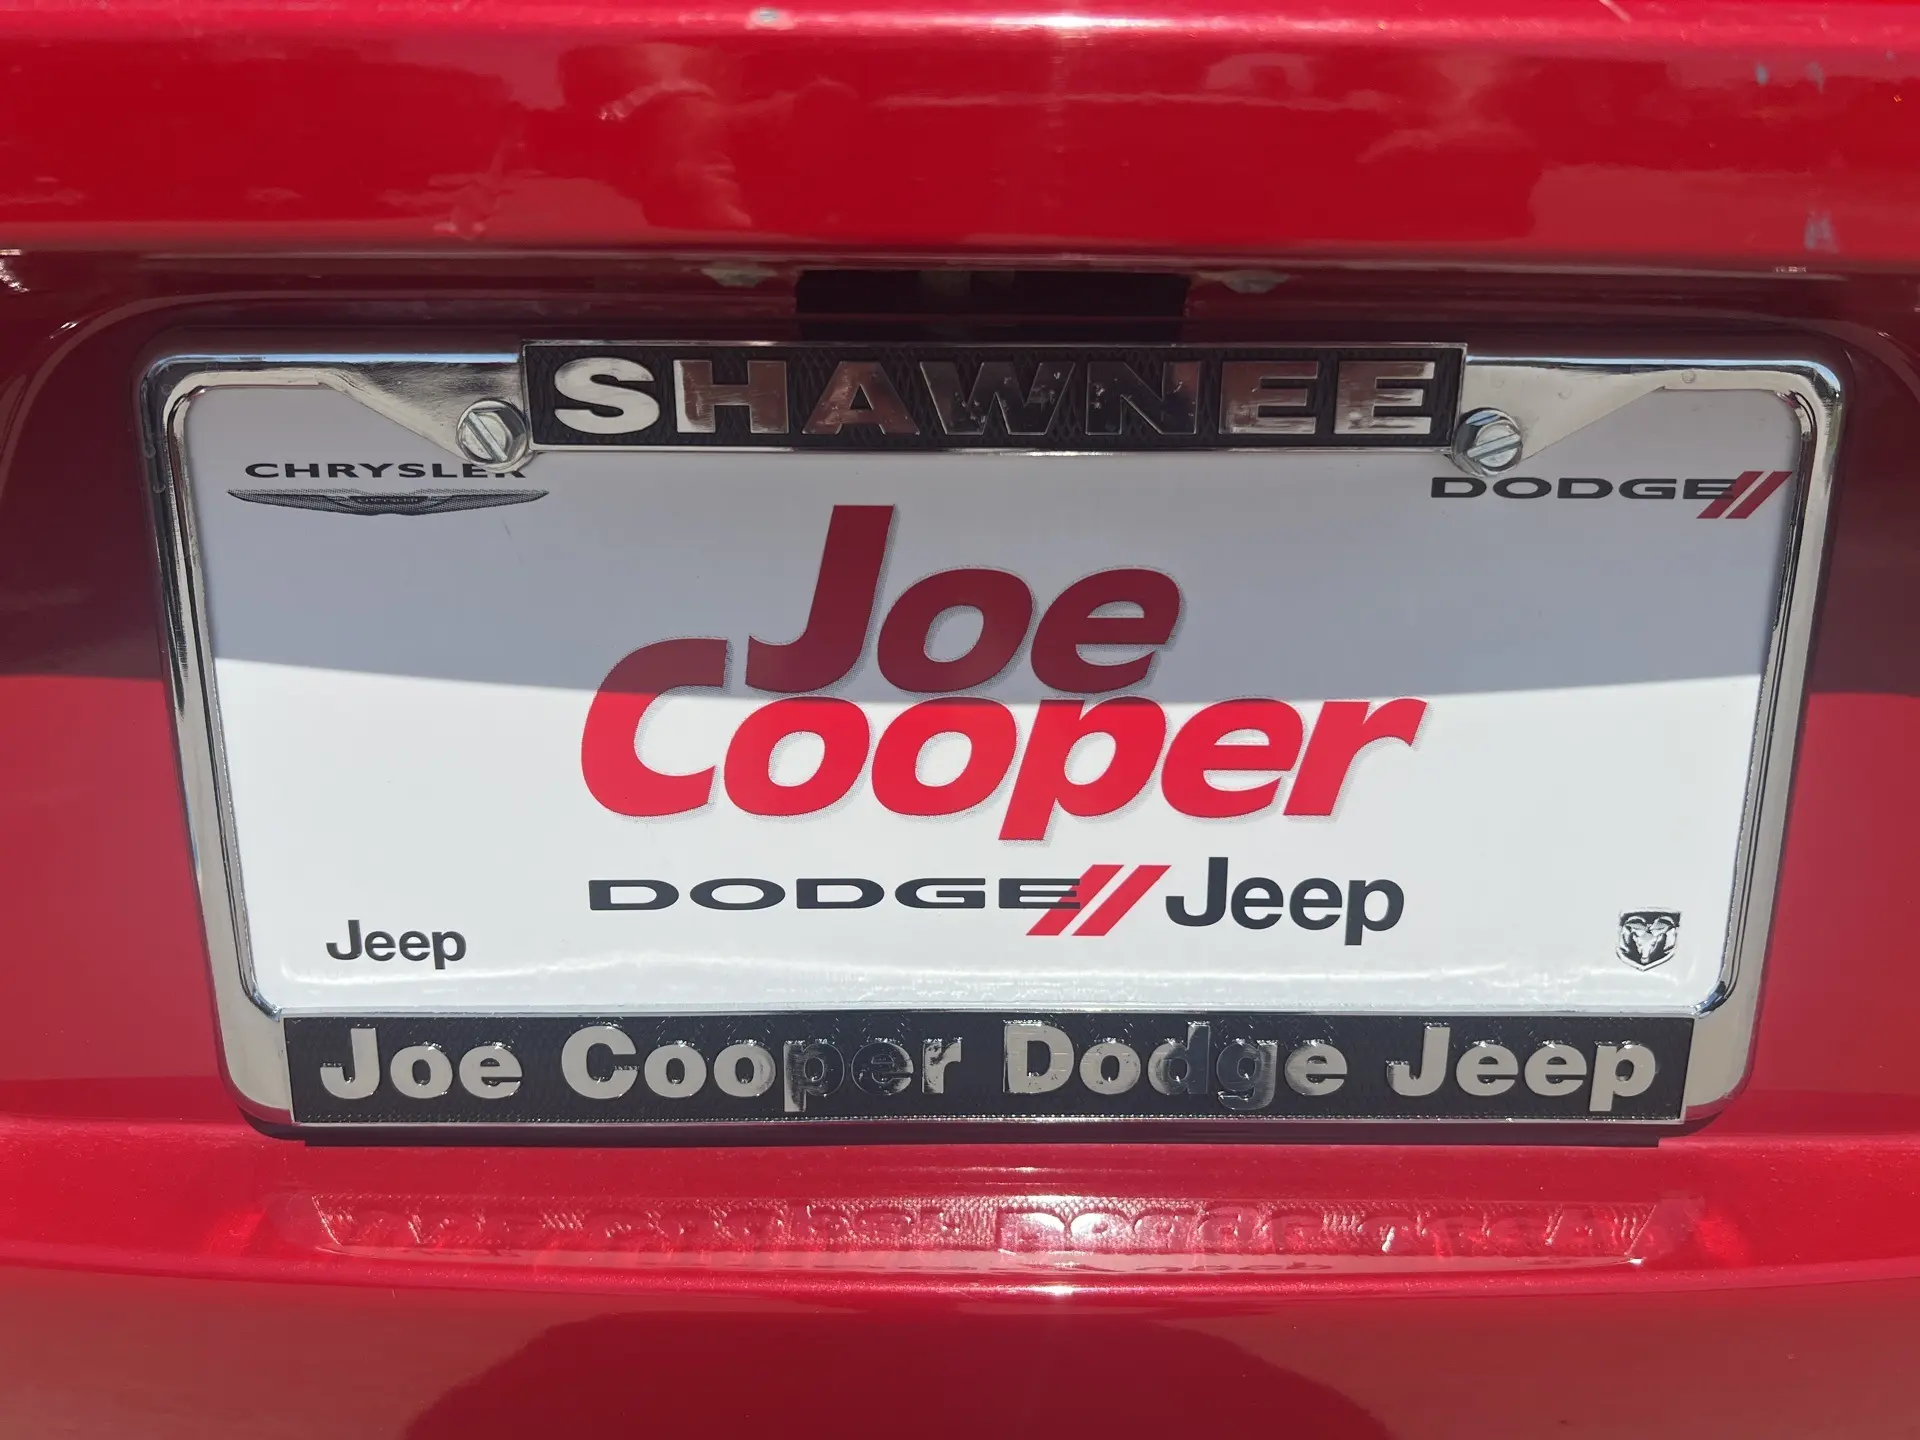 SHAWNEE
CHRYSLER
DODGE
Joe
Cooper
DODGE Jeep
Jeep
Joe Cooper Dodge Jeep